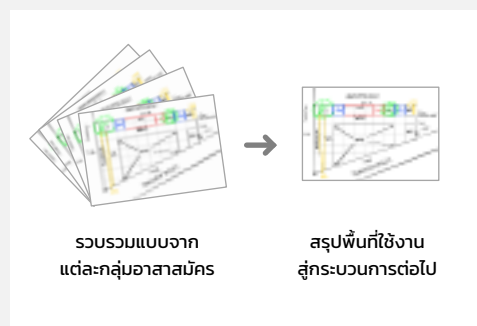 รวบรวมแบบจาก
แต่ละกลุ่มอาสาสมัคร
สรุปพื้นที่ใช้งาน
สู่กระบวนการต่อไป